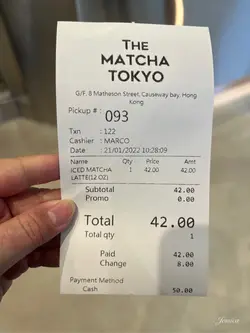 THE
MATCHA
TOKYO
G/F, 8 Matheson Street, Causeway bay, Hong
Kong
Pickup # : 093
Txn : 122
Cashier : MARCO
Date : 21/01/2022 10:28:09
Name Qty Price Amt
ICED MATCHA 1 42.00 42.00
LATTE(12 OZ)
Subtotal 42.00
Promo 0.00
Total 42.00
Total qty 1
Paid 42.00
Change 8.00
Payment Method
Cash 50.00